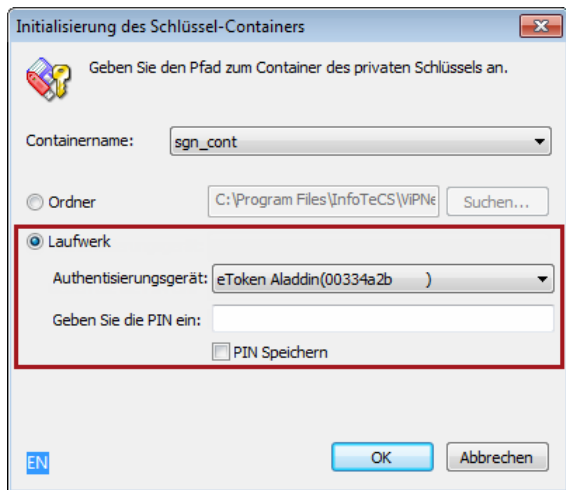 Initialisierung des Schlüssel-Containers
Geben Sie den Pfad zum Container des privaten Schlüssels an.
Containername: sgn_cont
Ordner C:\Program Files\InfoTeCS\ViPNe Suchen...
Laufwerk
Authentisierungsgerät: eToken Aladdin(00334a2b )
Geben Sie die PIN ein:
PIN Speichern
EN OK Abbrechen